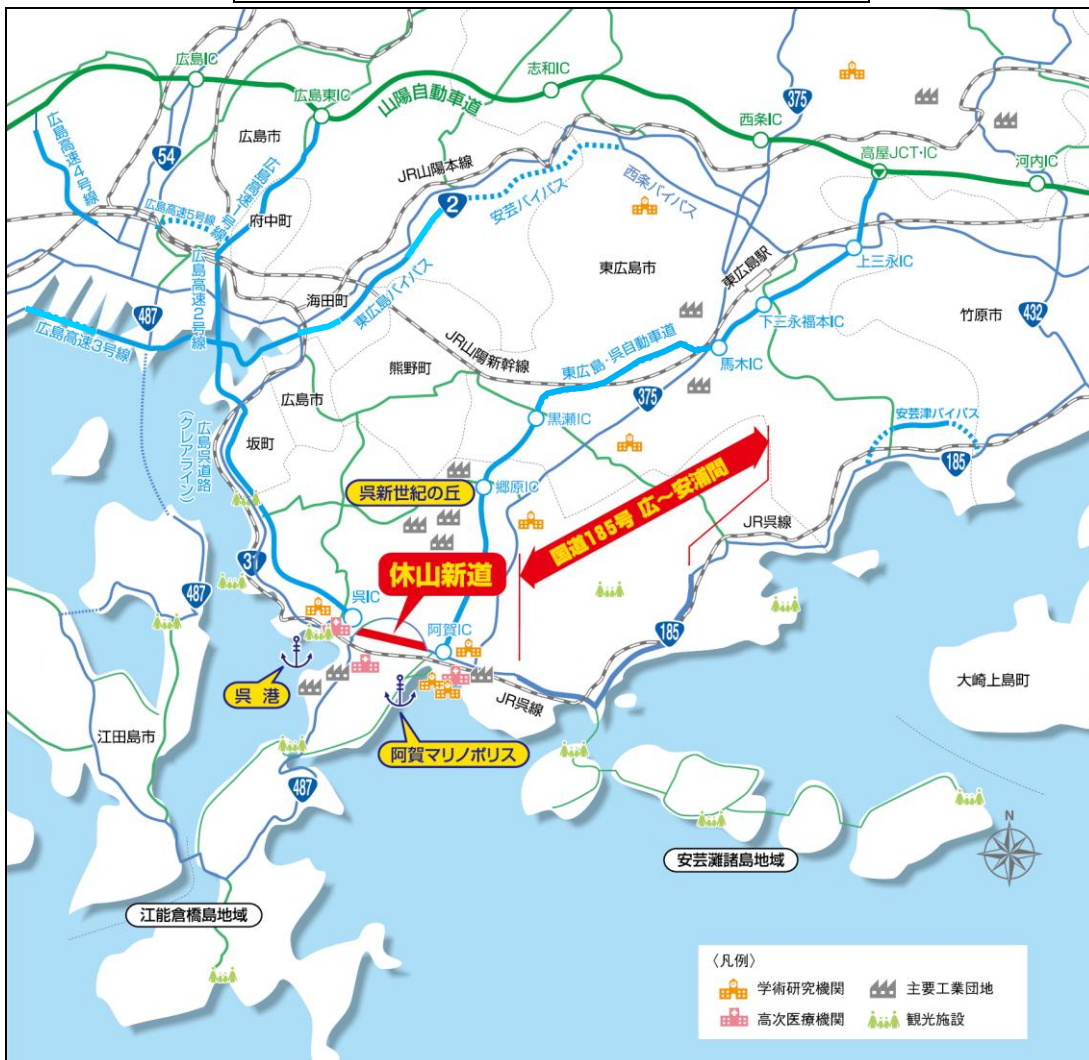 広島IC
広島東IC
山陽自動車道
志和IC
375
西条IC
高屋JCT・IC
河内IC
広島高速4号線
54
広島市
広島高速1号線
府中町
広島高速5号線
JR山陽本線
2
安芸バイパス
西条バイパス
東広島市
東広島駅
上三永IC
下三永福本IC
竹原市
432
487
広島高速3号線
広島高速2号線
海田町
東広島バイパス
JR山陽新幹線
熊野町
東広島・呉自動車道
馬木IC
375
黒瀬IC
安芸津バイパス
185
広島市
坂町
広島呉道路
(クレアライン)
呉新世紀の丘
郷原IC
国道185号 広～安浦間
JR呉線
31
休山新道
487
呉IC
阿賀IC
185
呉 港
阿賀マリノポリス
JR呉線
大崎上島町
江田島市
487
安芸灘諸島地域
N
江能倉橋島地域
〈凡例〉
学術研究機関
主要工業団地
高次医療機関
観光施設